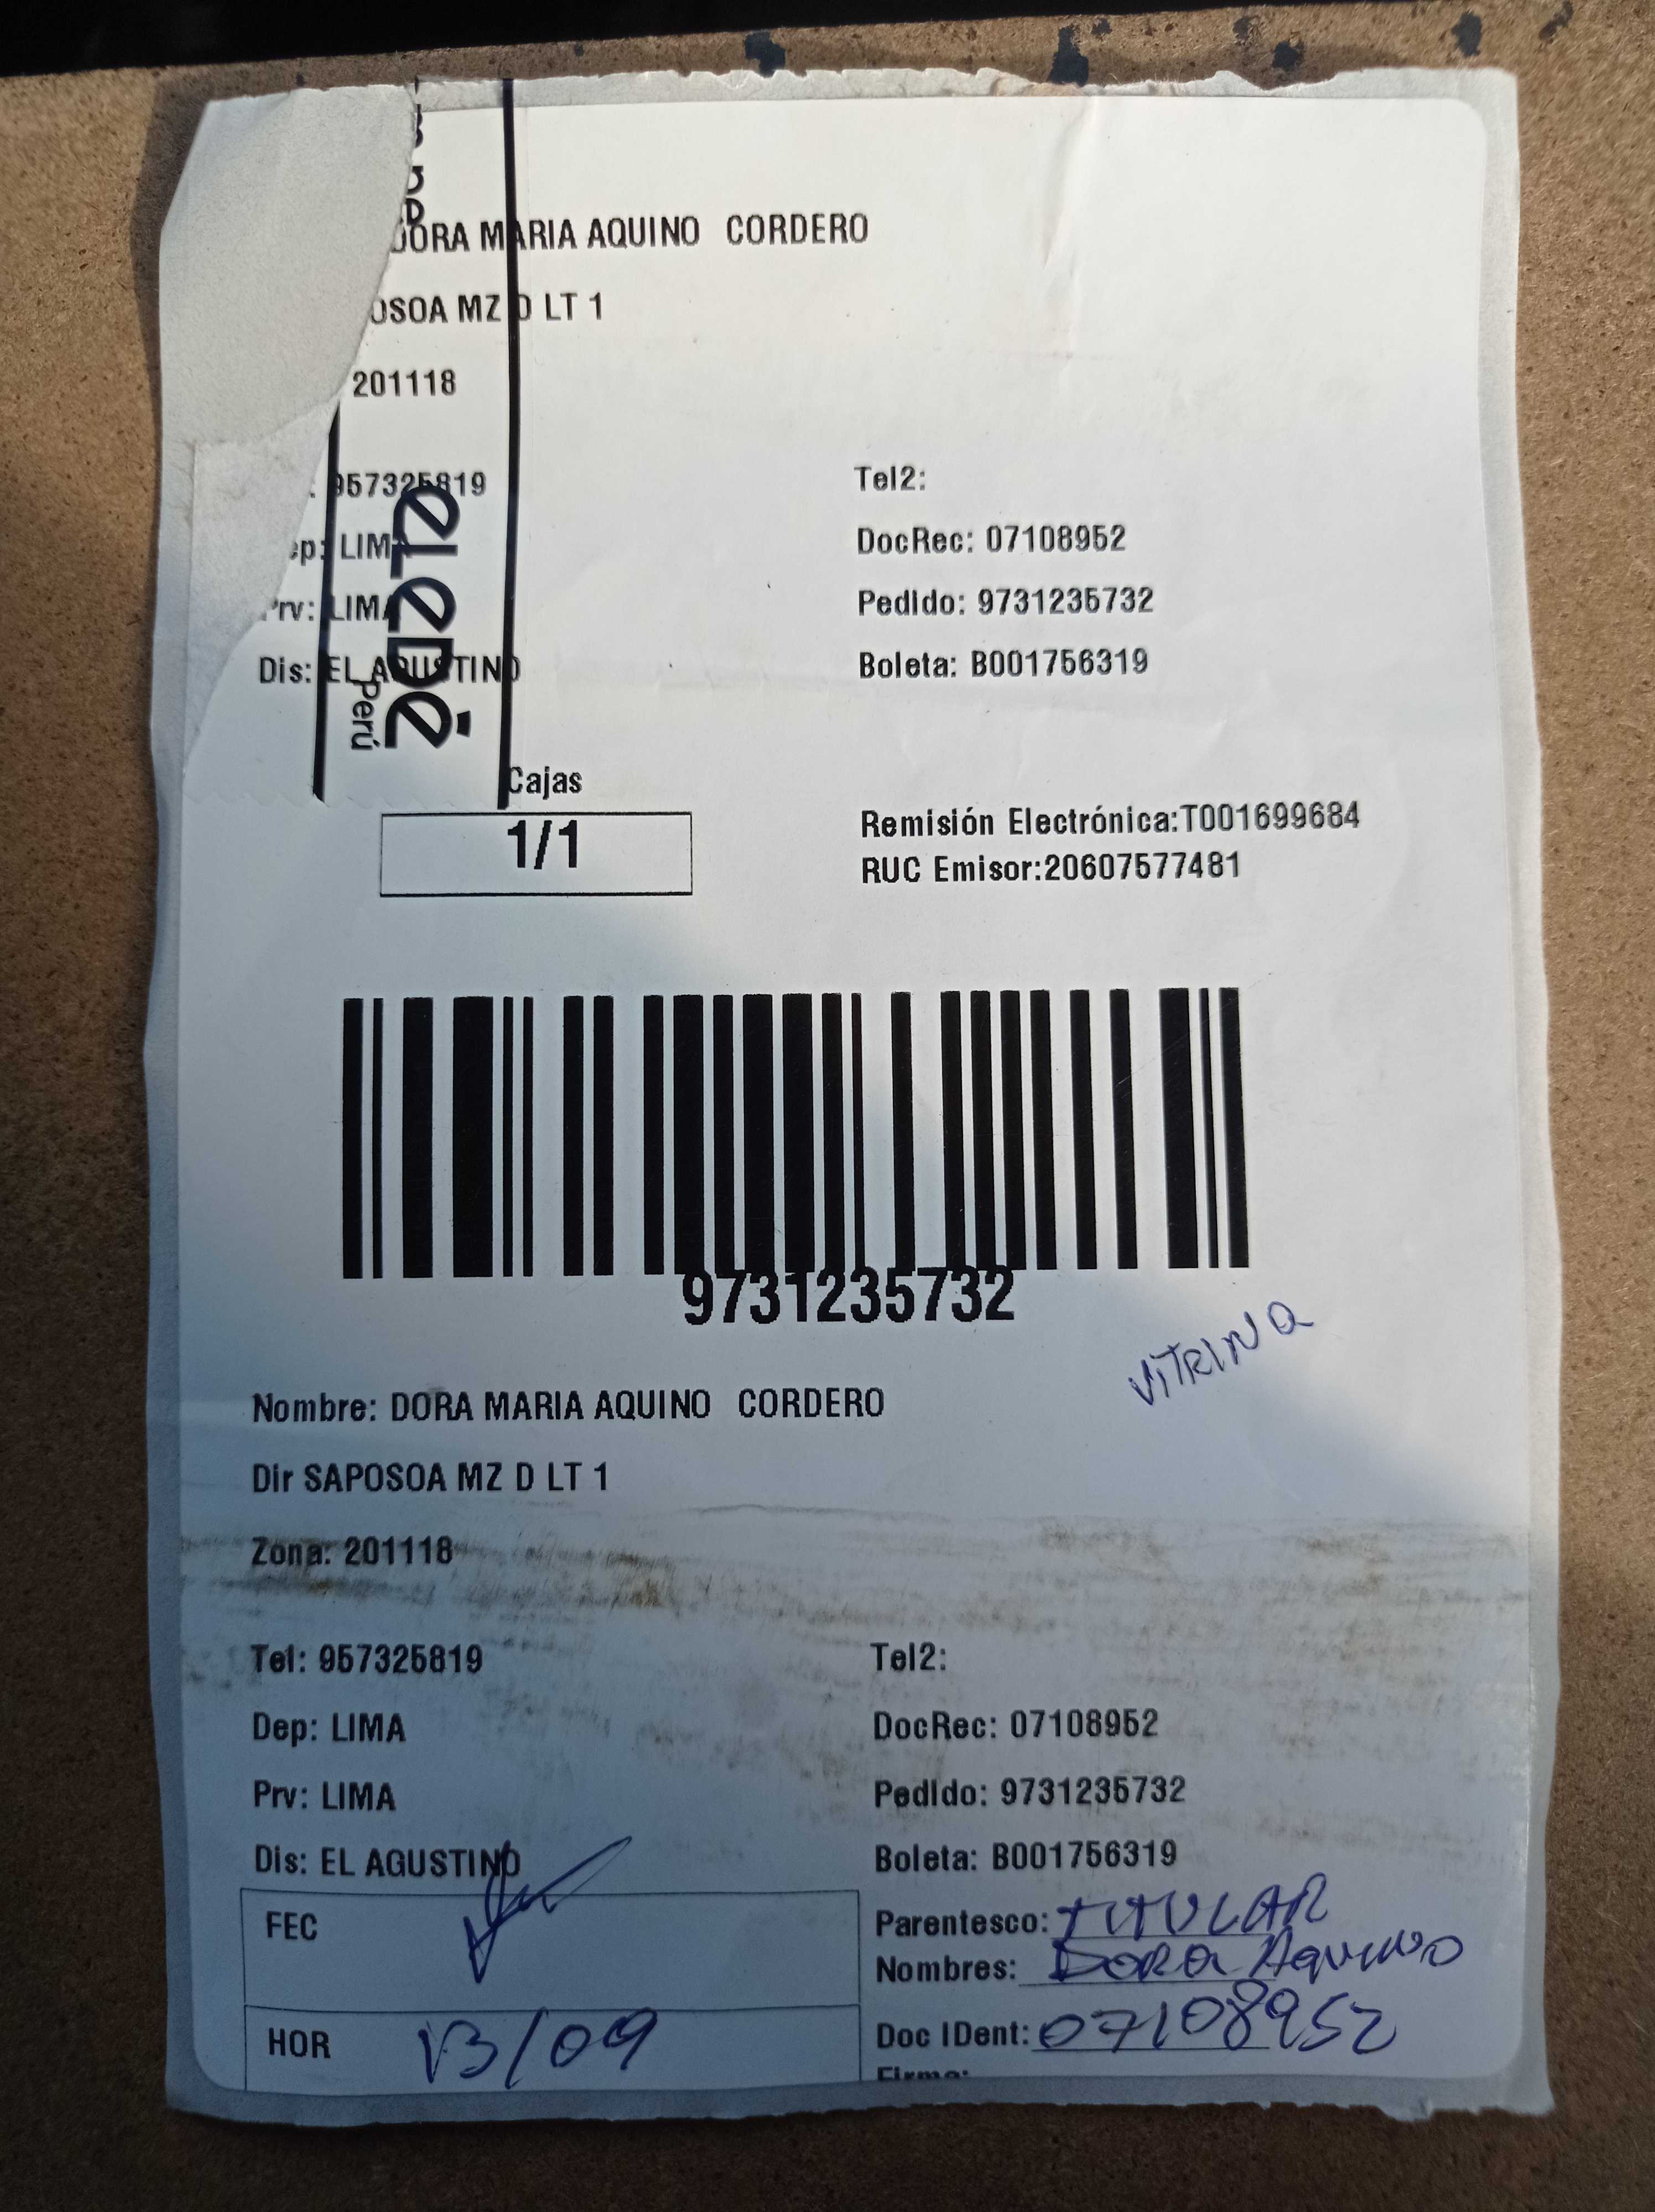 DORA MARIA AQUINO CORDERO
OSOA MZ D LT 1
201118
: 957325819
Tel2:
ep: LIMA
DocRec: 07108952
Prv: LIMA
Pedido: 9731235732
Dis: EL AGUSTINO
Boleta: B001756319
eLeDé
Perú
Cajas
1/1
Remisión Electrónica:T001699684
RUC Emisor:20607577481
9731235732
VITRINA
Nombre: DORA MARIA AQUINO CORDERO
Dir SAPOSOA MZ D LT 1
Zona: 201118
Tel: 957325819
Tel2:
Dep: LIMA
DocRec: 07108952
Prv: LIMA
Pedido: 9731235732
Dis: EL AGUSTINO
Boleta: B001756319
FEC
Parentesco: TITULAR
Nombres: DORA Aquino
HOR 13/09
Doc IDent: 07108952
Firma: